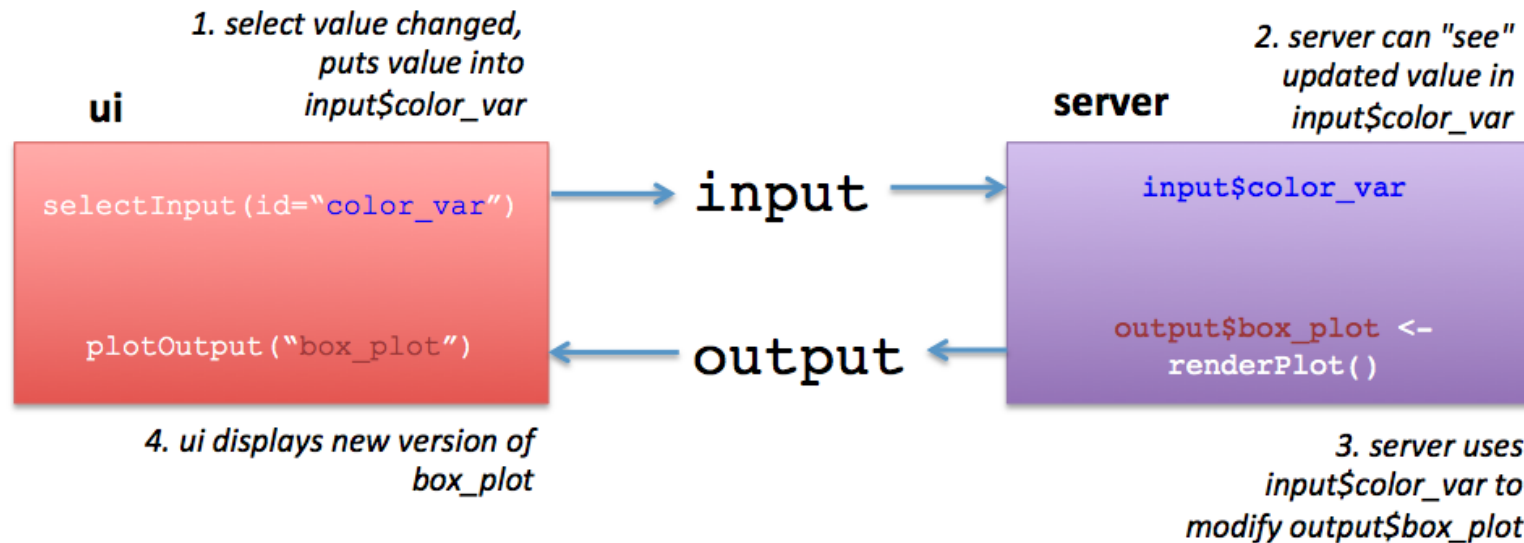 1. select value changed,
puts value into
input$color_var
ui
selectInput(id=“color_var”)
plotOutput(“box_plot”)
4. ui displays new version of
box_plot
input
output
2. server can "see"
updated value in
input$color_var
server
input$color_var
output$box_plot <-
renderPlot()
3. server uses
input$color_var to
modify output$box_plot